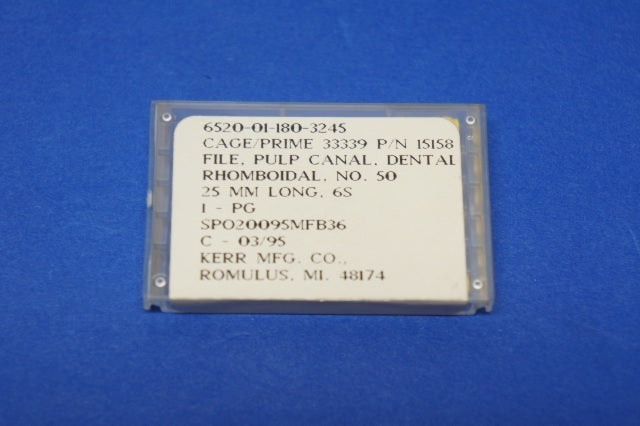 6520-01-180-3245
CAGE/PRIME 33339 P/N 15158
FILE, PULP CANAL, DENTAL
RHOMBOIDAL, NO. 50
25 MM LONG, 6S
1 - PG
SPO20095MFB36
C - 03/95
KERR MFG. CO.,
ROMULUS, MI. 48174